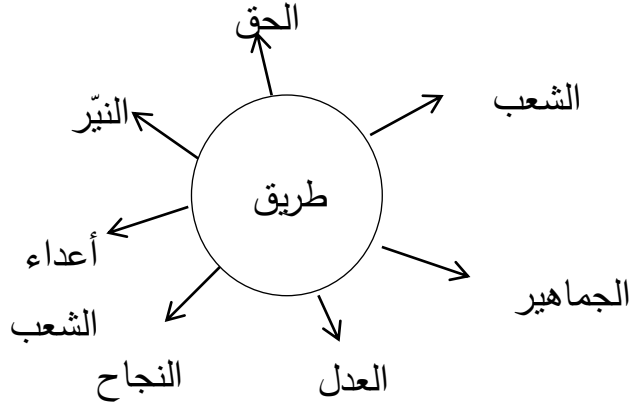 الحق
الشعب
النيّر
طريق
أعداء
الشعب
الجماهير
النجاح
العدل